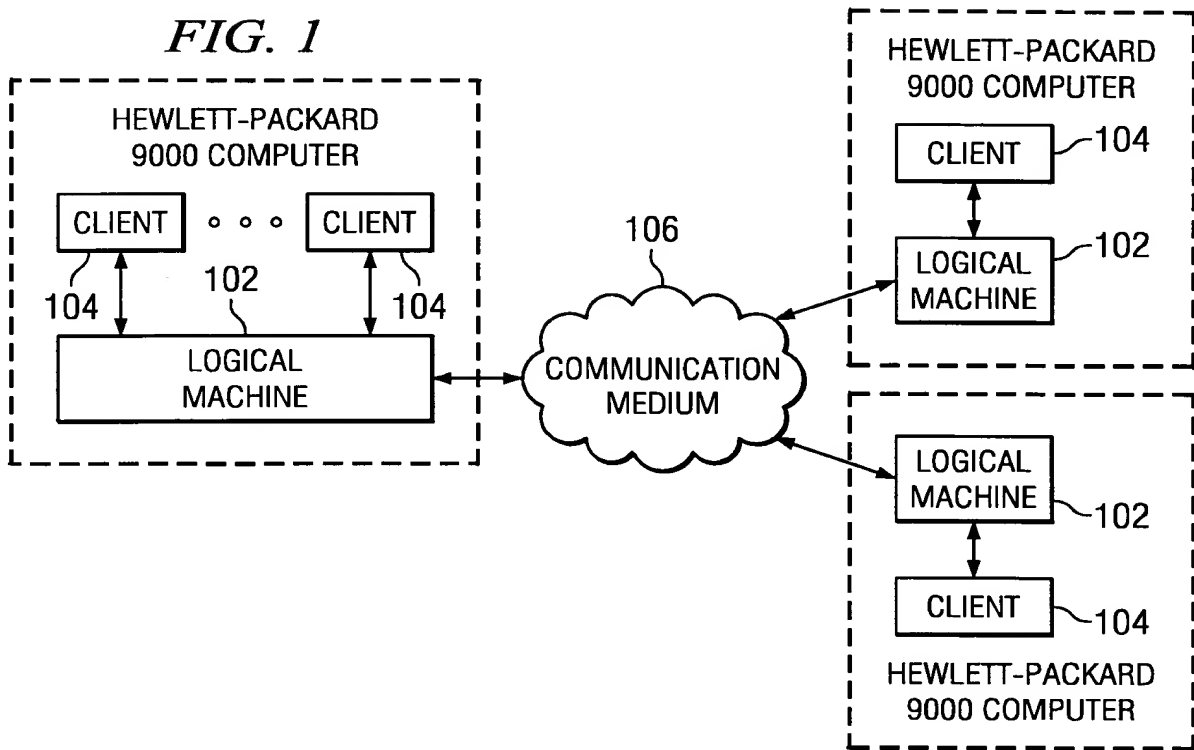 FIG. 1
HEWLETT-PACKARD
9000 COMPUTER
CLIENT
CLIENT
104
102
104
LOGICAL
MACHINE
106
COMMUNICATION
MEDIUM
HEWLETT-PACKARD
9000 COMPUTER
104
CLIENT
102
LOGICAL
MACHINE
LOGICAL
MACHINE
102
CLIENT
104
HEWLETT-PACKARD
9000 COMPUTER